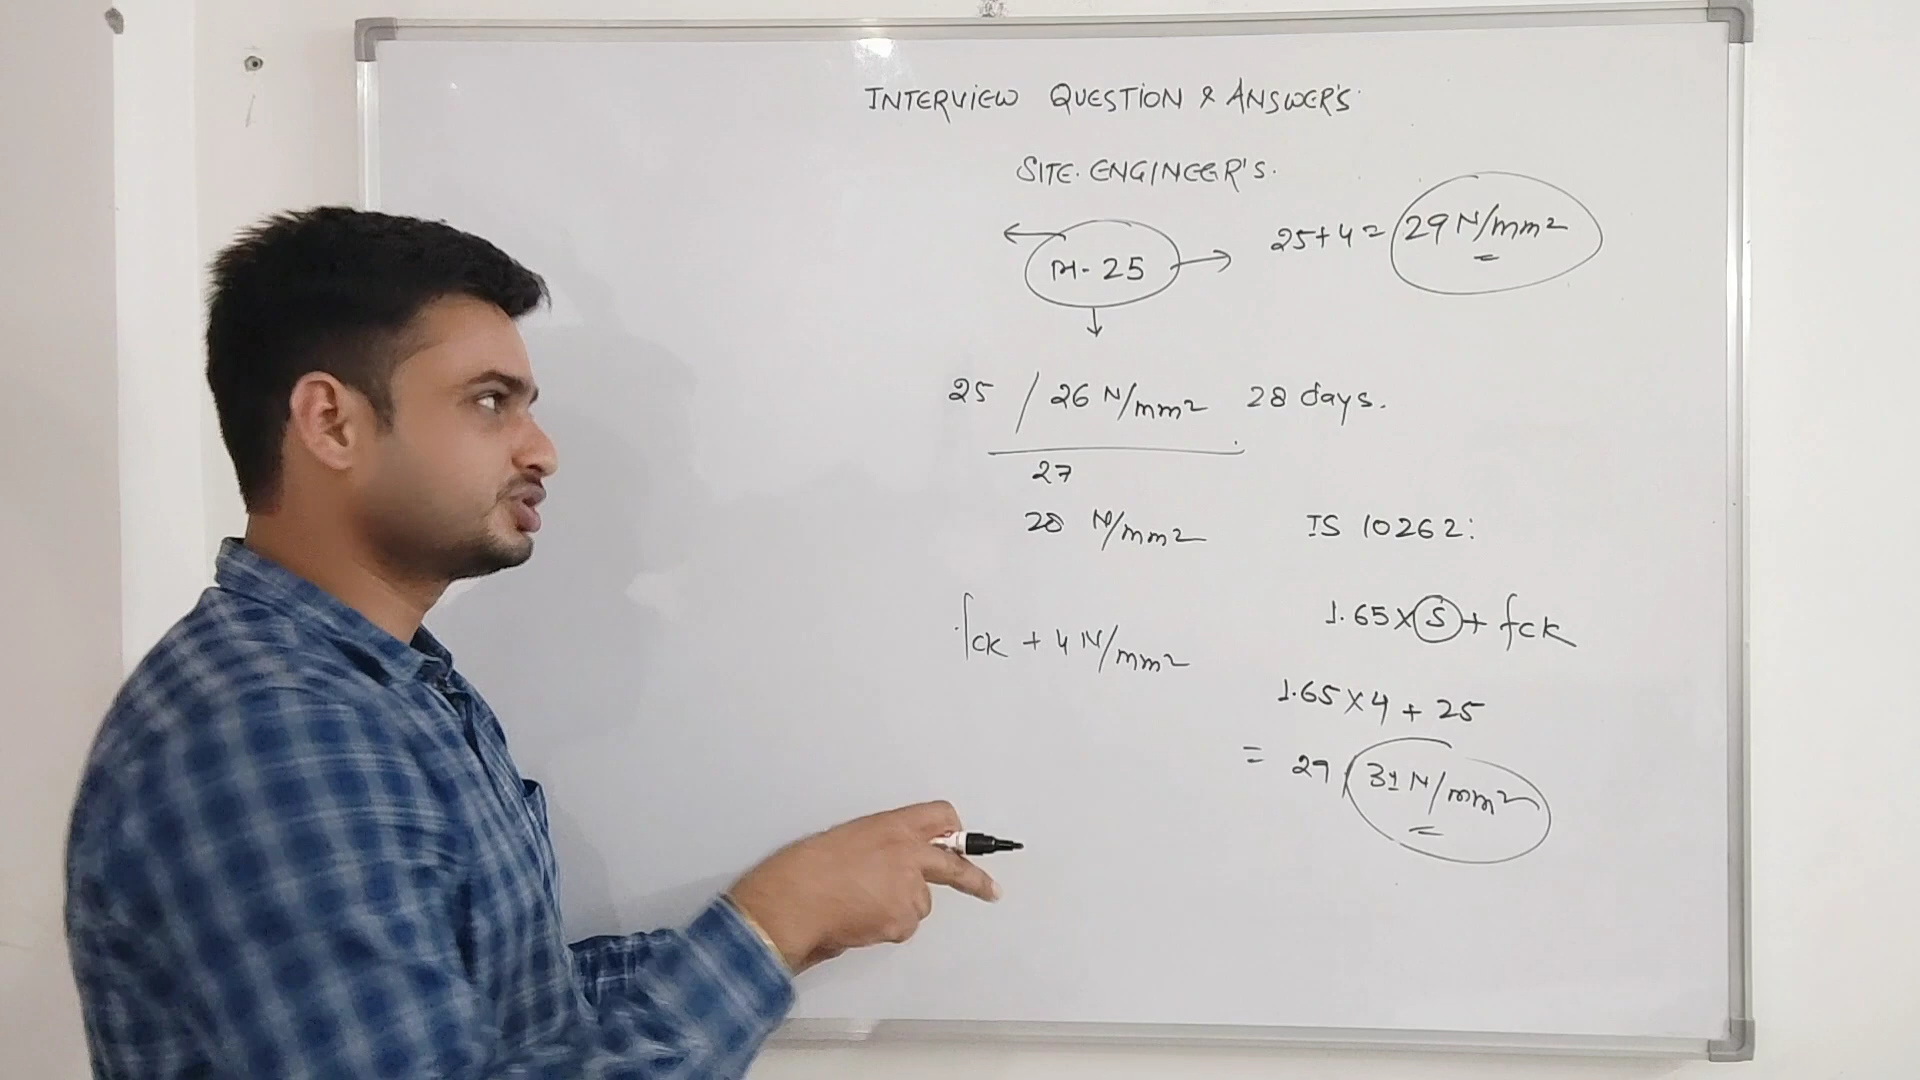 INTERVIEW QUESTION & ANSWER'S
SITE. ENGINEER'S.
M-25
25+4= 29 N/mm2
25 / 26 N/mm2 28 days.
27
28 N/mm2
IS 10262:
fck + 4 N/mm2
1.65×S+ fck
1.65×4 + 25
= 29, 31 N/mm2